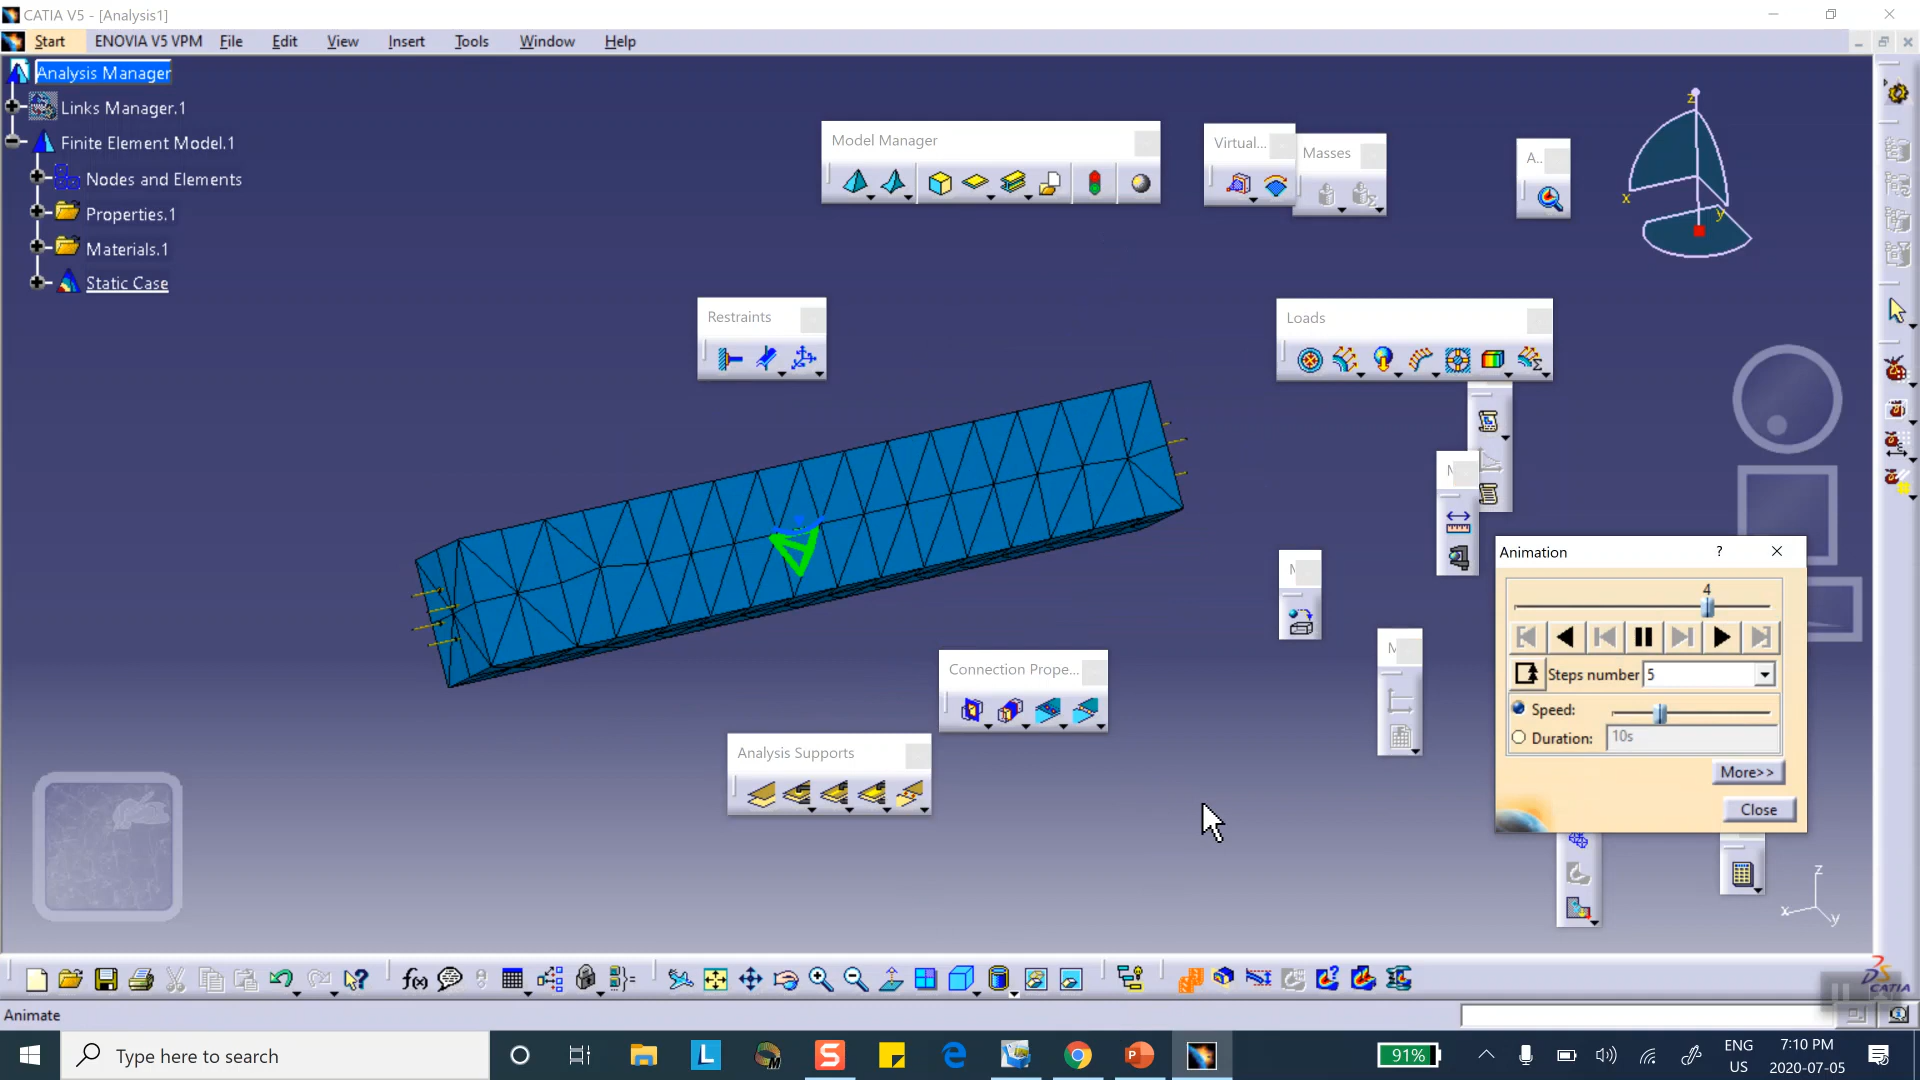 CATIA V5 - [Analysis1]
Start ENOVIA V5 VPM File Edit View Insert Tools Window Help
Analysis Manager
Links Manager.1
Finite Element Model.1
Nodes and Elements
Properties.1
Materials.1
Static Case
Model Manager
Virtual...
Masses
A..
z
x
y
Restraints
Loads
Animation ?
4
Steps number 5
Speed:
Duration: 10s
More>>
Close
Connection Prope...
Analysis Supports
z
x
y
f(x)
CATIA
Animate
Type here to search
L
S
91%
ENG
US
7:10 PM
2020-07-05